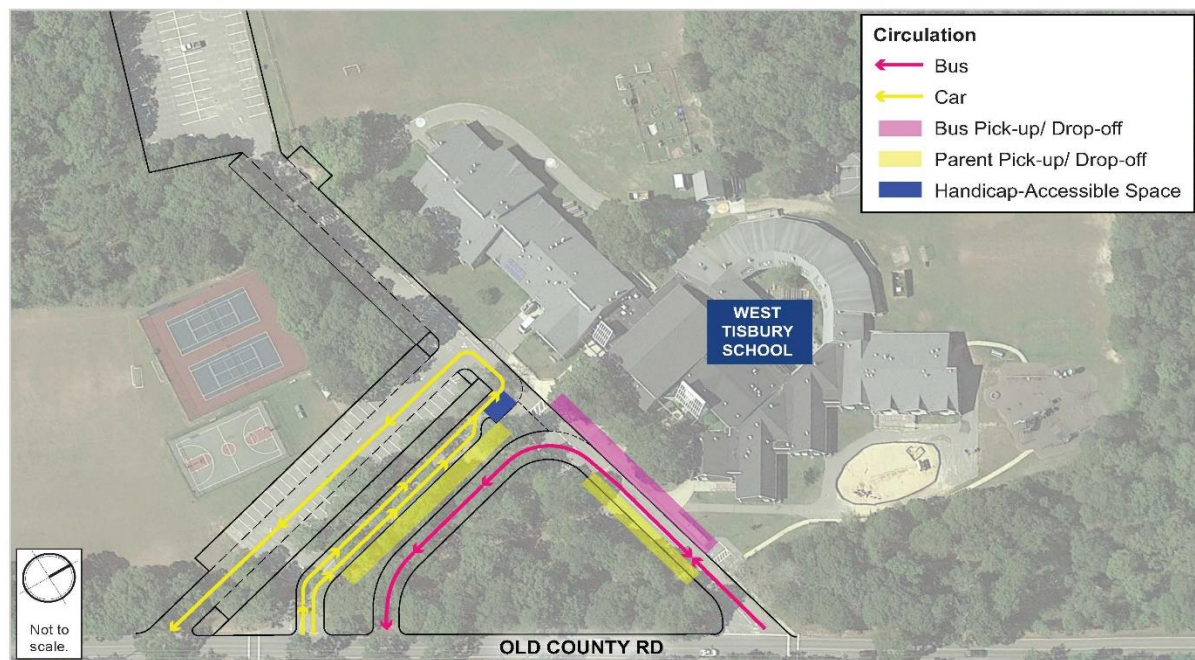 Circulation
Bus
Car
Bus Pick-up/ Drop-off
Parent Pick-up/ Drop-off
Handicap-Accessible Space
WEST
TISBURY
SCHOOL
Not to
scale.
OLD COUNTY RD